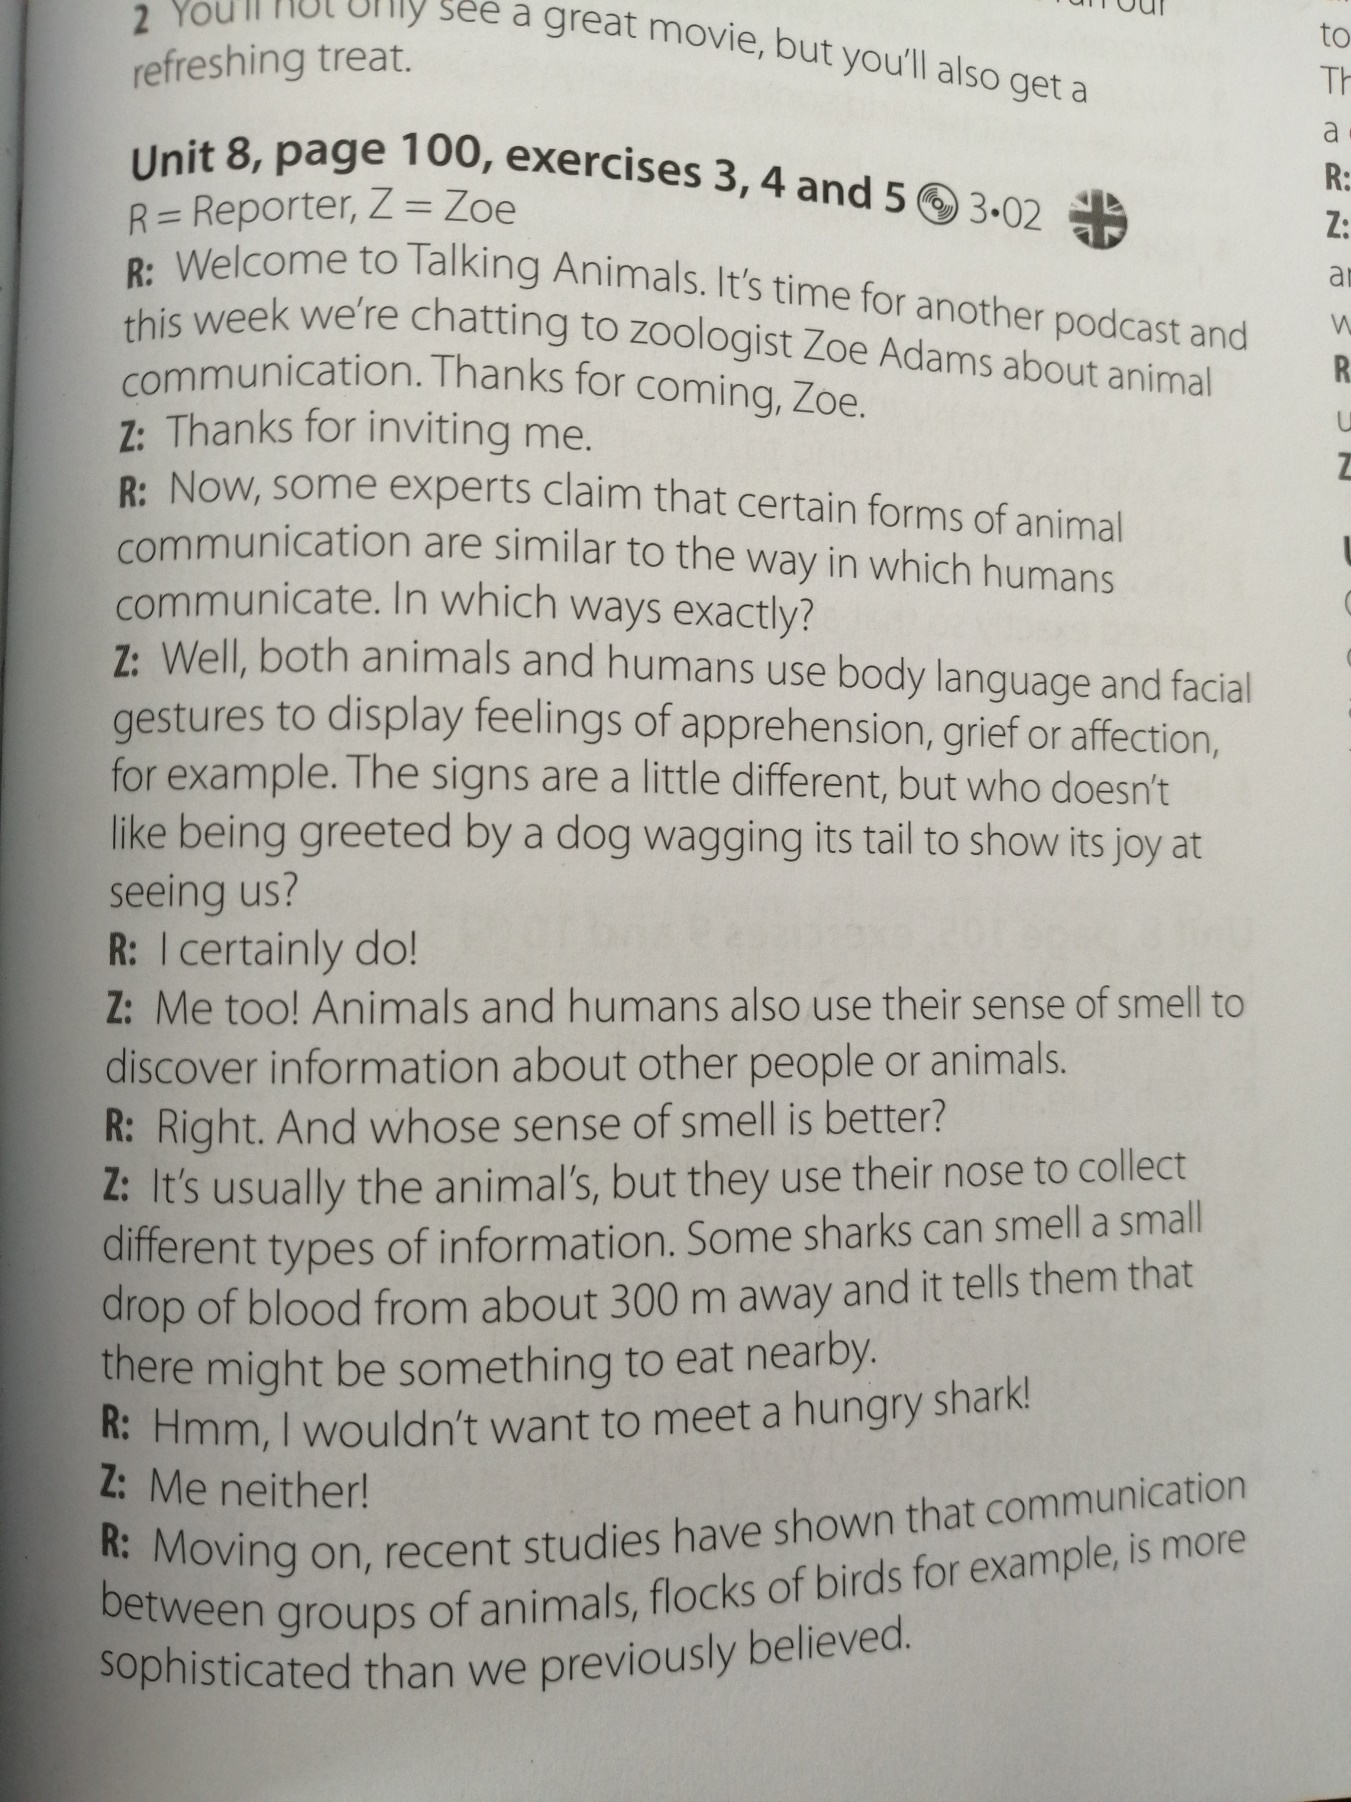 2 You'll not only see a great movie, but you'll also get a
refreshing treat.
Unit 8, page 100, exercises 3, 4 and 5 3•02
R = Reporter, Z = Zoe
R: Welcome to Talking Animals. It's time for another podcast and
this week we're chatting to zoologist Zoe Adams about animal
communication. Thanks for coming, Zoe.
Z: Thanks for inviting me.
R: Now, some experts claim that certain forms of animal
communication are similar to the way in which humans
communicate. In which ways exactly?
Z: Well, both animals and humans use body language and facial
gestures to display feelings of apprehension, grief or affection,
for example. The signs are a little different, but who doesn't
like being greeted by a dog wagging its tail to show its joy at
seeing us?
R: I certainly do!
Z: Me too! Animals and humans also use their sense of smell to
discover information about other people or animals.
R: Right. And whose sense of smell is better?
Z: It's usually the animal's, but they use their nose to collect
different types of information. Some sharks can smell a small
drop of blood from about 300 m away and it tells them that
there might be something to eat nearby.
R: Hmm, I wouldn't want to meet a hungry shark!
Z: Me neither!
R: Moving on, recent studies have shown that communication
between groups of animals, flocks of birds for example, is more
sophisticated than we previously believed.
to
a
R:
Z:
R
Z